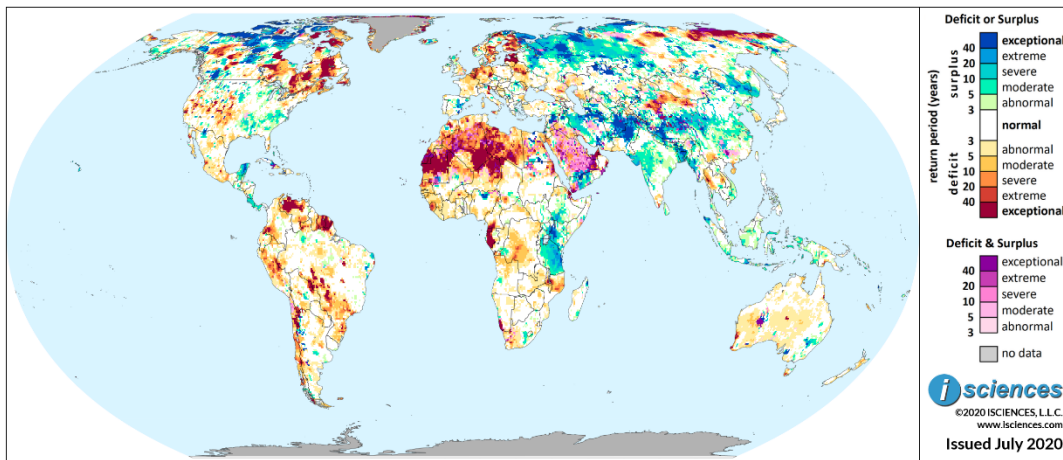 Deficit or Surplus
return period (years)
surplus
deficit
40
20
10
5
3
exceptional
extreme
severe
moderate
abnormal
normal
3
5
10
20
40
abnormal
moderate
severe
extreme
exceptional
Deficit & Surplus
40
20
10
5
3
exceptional
extreme
severe
moderate
abnormal
no data
i sciences
©2020 ISCIENCES, L.L.C.
www.isciences.com
Issued July 2020